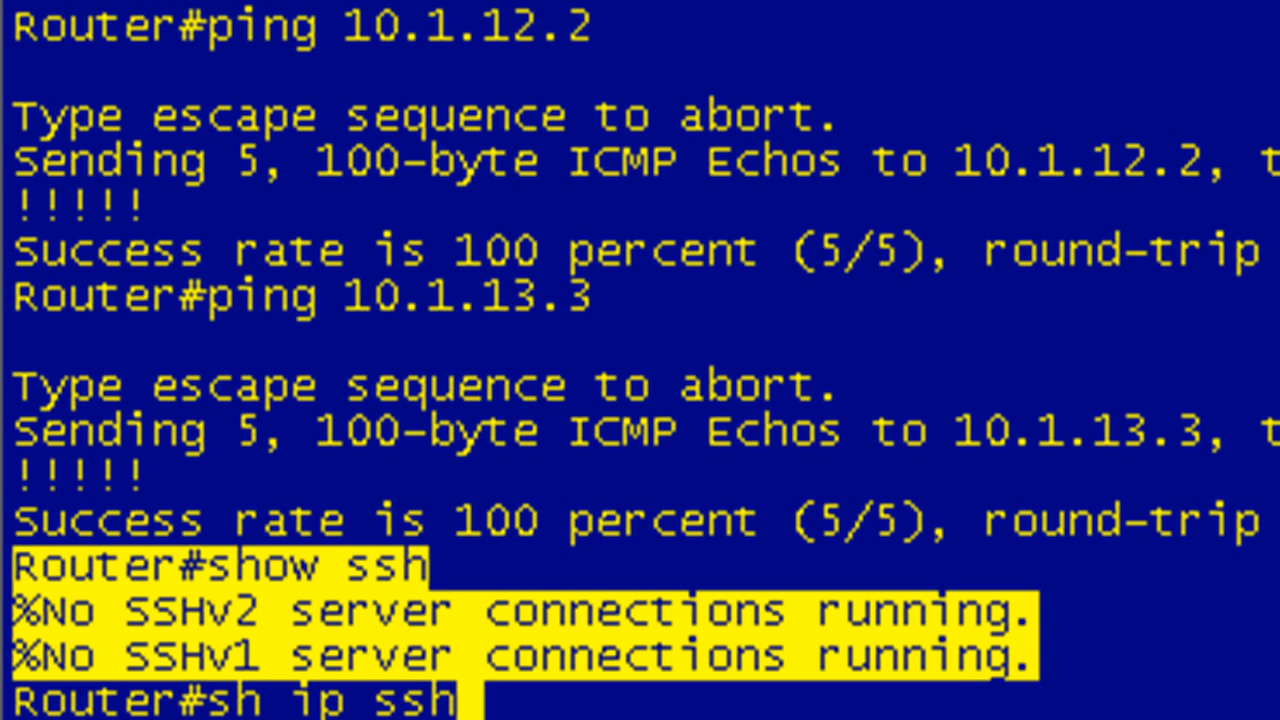 Router#ping 10.1.12.2
Type escape sequence to abort.
Sending 5, 100-byte ICMP Echos to 10.1.12.2, t
!!!!!
Success rate is 100 percent (5/5), round-trip
Router#ping 10.1.13.3
Type escape sequence to abort.
Sending 5, 100-byte ICMP Echos to 10.1.13.3, t
!!!!!
Success rate is 100 percent (5/5), round-trip
Router#show ssh
%No SSHv2 server connections running.
%No SSHv1 server connections running.
Router#sh ip ssh